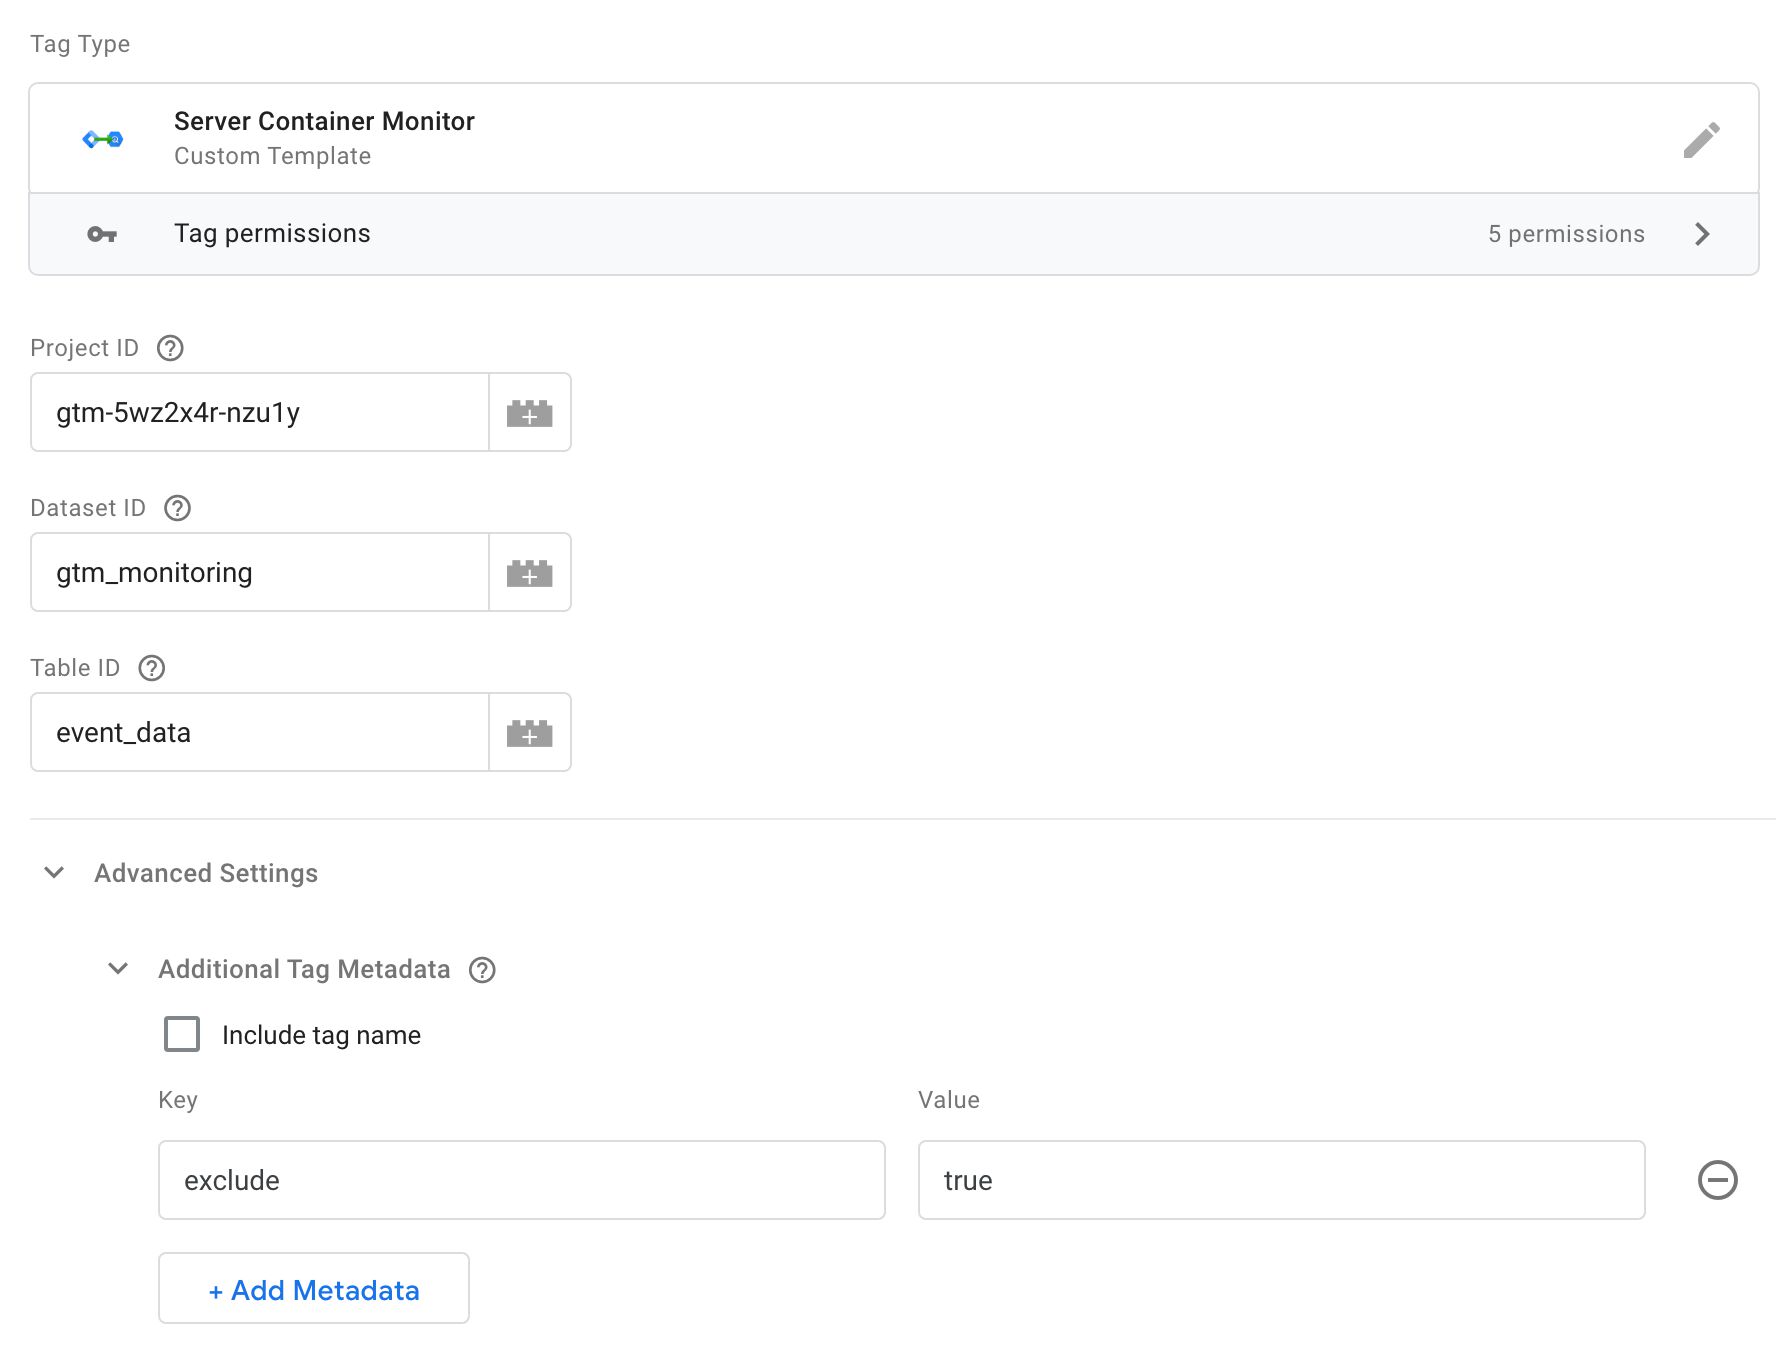 Tag Type
Server Container Monitor
Custom Template
Tag permissions
5 permissions
Project ID
gtm-5wz2x4r-nzu1y
Dataset ID
gtm_monitoring
Table ID
event_data
Advanced Settings
Additional Tag Metadata
Include tag name
Key Value
exclude true
+ Add Metadata